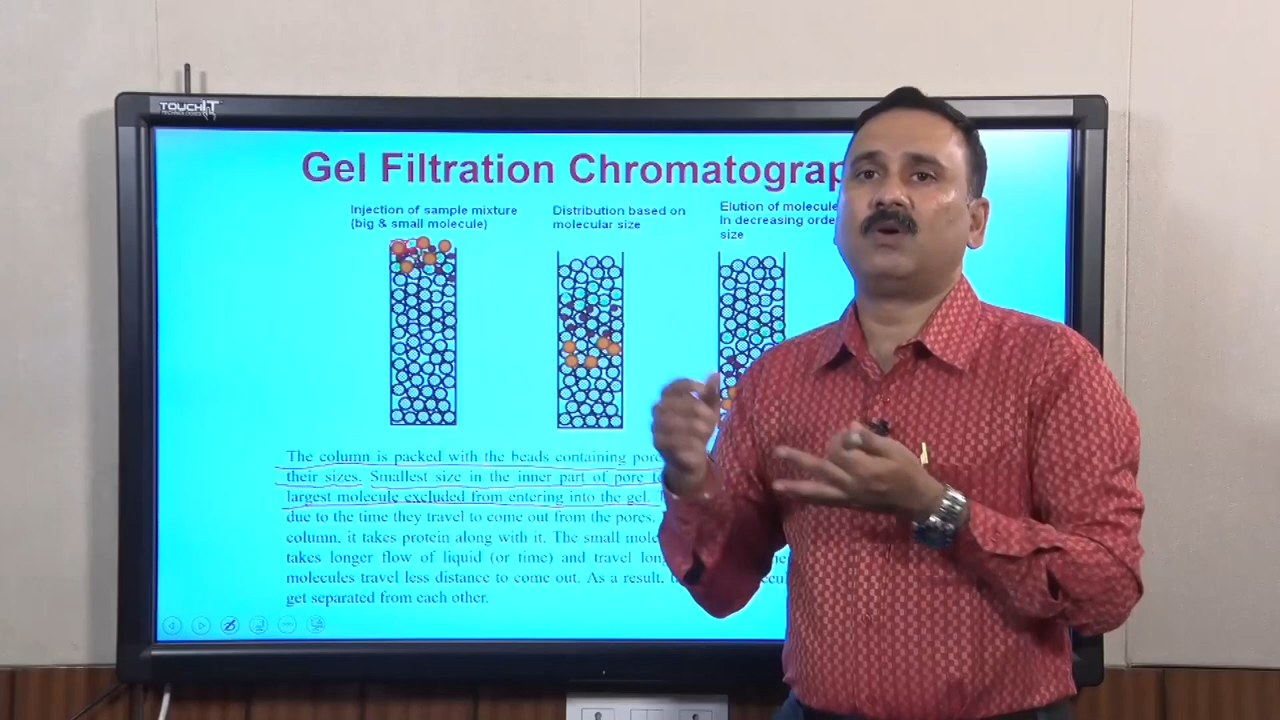 TOUCHIT
TECHNOLOGIES
Gel Filtration Chromatograp
Injection of sample mixture
(big & small molecule)
Distribution based on
molecular size
Elution of molecule
In decreasing orde
size
The column is packed with the beads containing pore
their sizes. Smallest size in the inner part of pore
largest molecule excluded from entering into the gel.
due to the time they travel to come out from the pores.
column, it takes protein along with it. The small mole
takes longer flow of liquid (or time) and travel long
molecules travel less distance to come out. As a result,
get separated from each other.